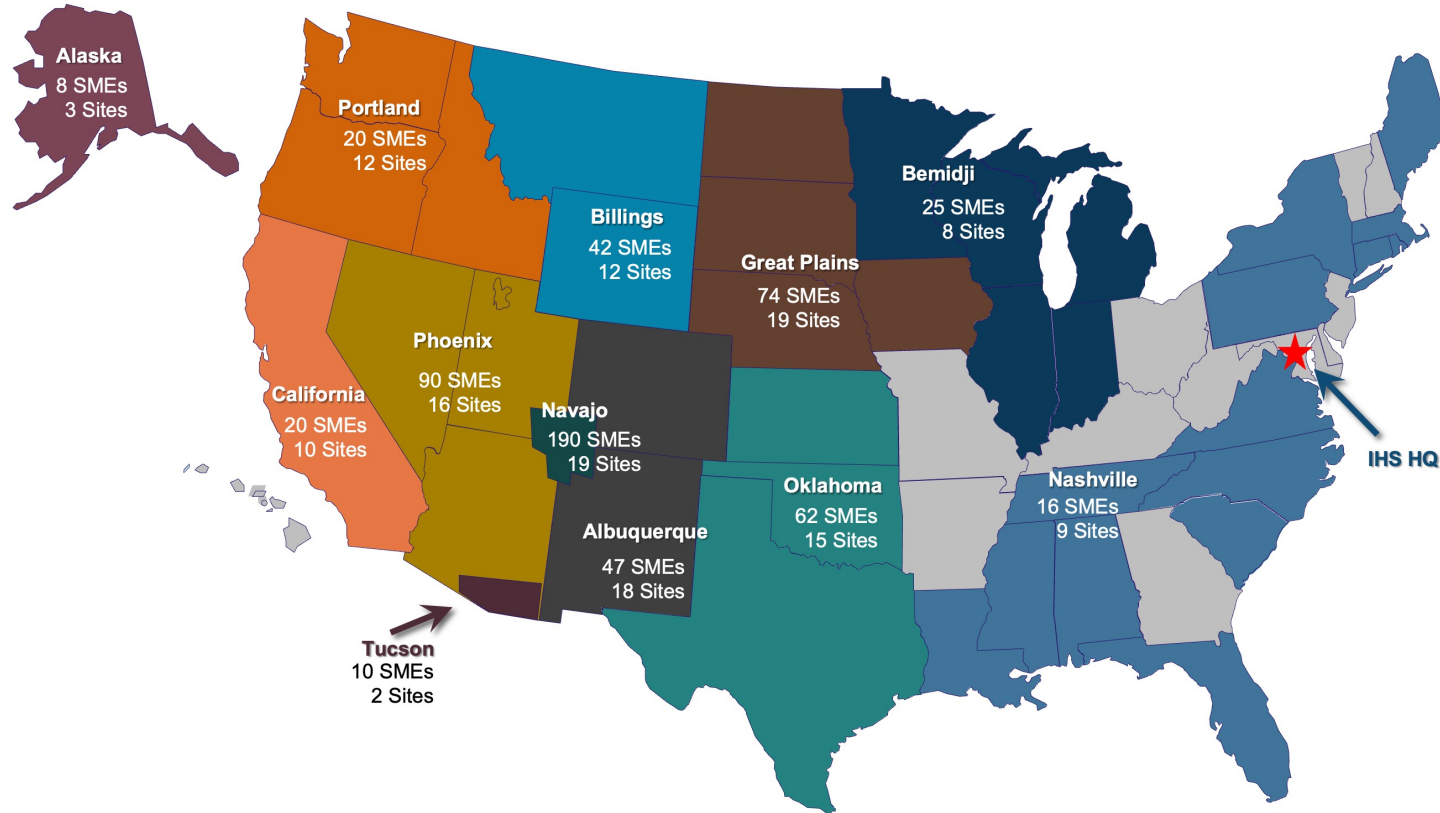 Alaska
8 SMEs
3 Sites
Portland
20 SMEs
12 Sites
Billings
42 SMEs
12 Sites
Bemidji
25 SMEs
8 Sites
Great Plains
74 SMEs
19 Sites
Phoenix
90 SMEs
16 Sites
California
20 SMEs
10 Sites
Navajo
190 SMEs
19 Sites
IHS HQ
Nashville
16 SMEs
9 Sites
Oklahoma
62 SMEs
15 Sites
Albuquerque
47 SMEs
18 Sites
Tucson
10 SMEs
2 Sites